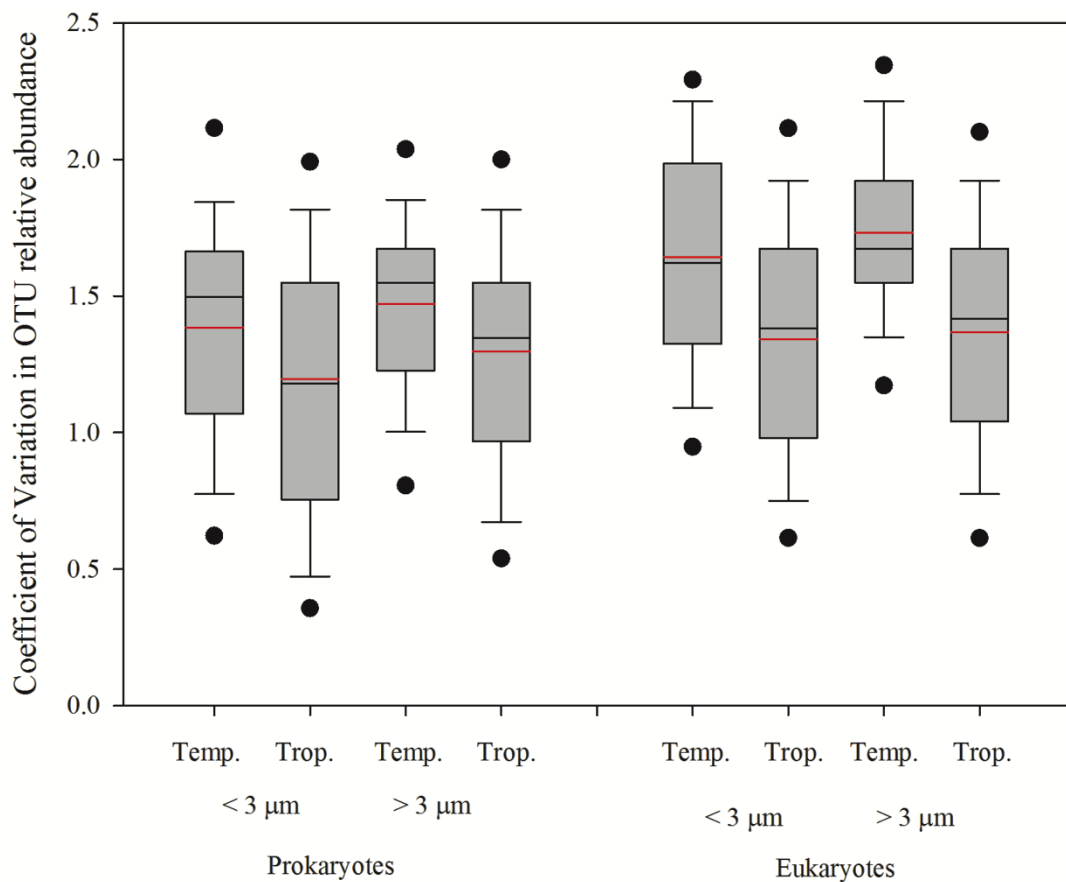 Coefficient of Variation in OTU relative abundance
2.5
2.0
1.5
1.0
0.5
0.0
Temp. Trop. Temp. Trop. Temp. Trop. Temp. Trop.
< 3 μm > 3 μm < 3 μm > 3 μm
Prokaryotes Eukaryotes